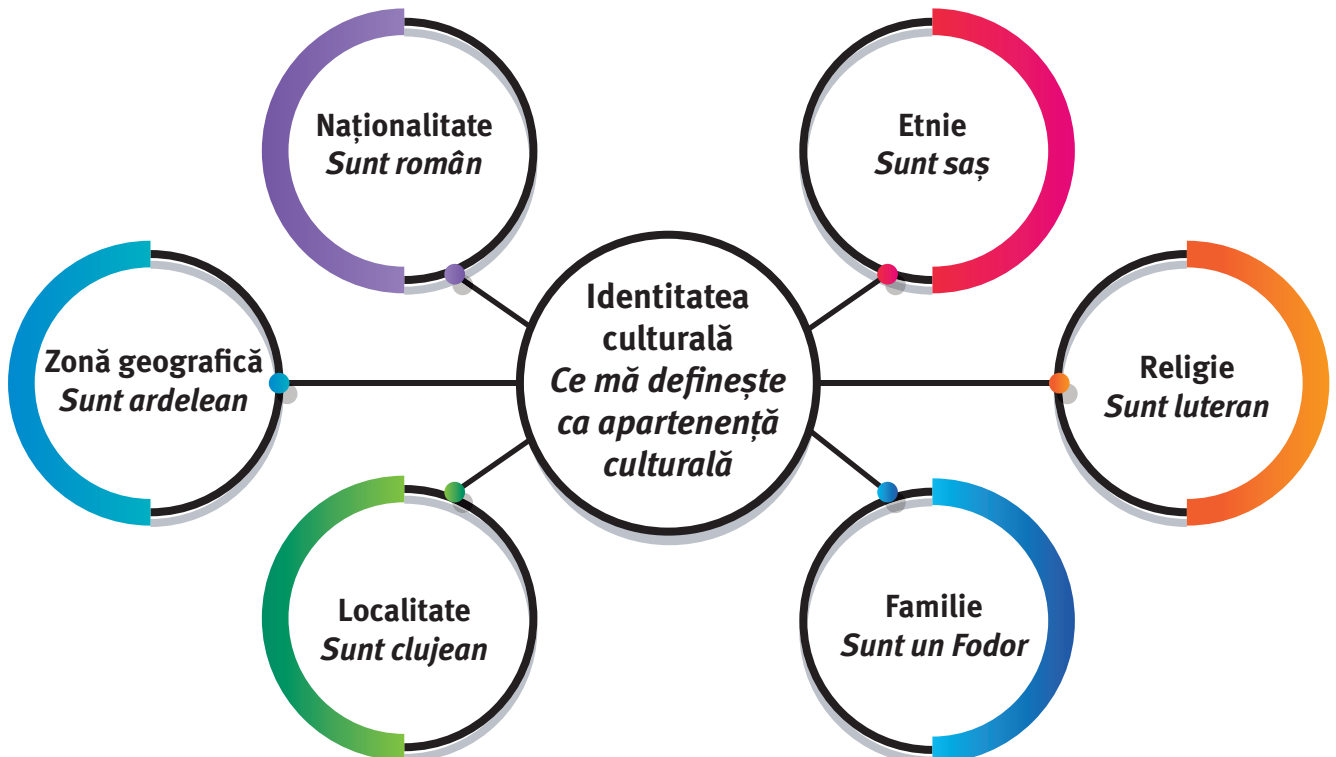 Naționalitate
Sunt român
Etnie
Sunt saș
Identitatea
culturală
Ce mă definește
ca apartenență
culturală
Zonă geografică
Sunt ardelean
Religie
Sunt luteran
Localitate
Sunt clujean
Familie
Sunt un Fodor